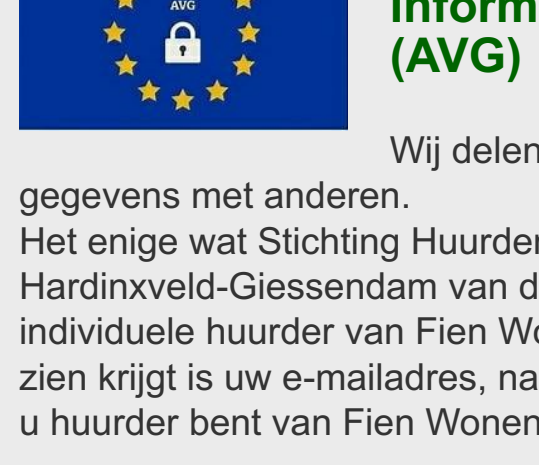 AVG
Inform
(AVG)
Wij delen
gegevens met anderen.
Het enige wat Stichting Huurder
Hardinxveld-Giessendam van d
individuele huurder van Fien Wo
zien krijgt is uw e-mailadres, na
u huurder bent van Fien Wonen